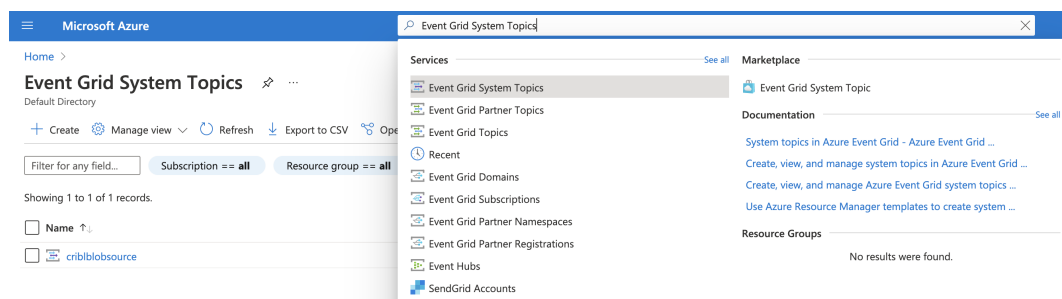 Microsoft Azure
Event Grid System Topics
Home >
Event Grid System Topics
...
Default Directory
+ Create Manage view Refresh Export to CSV Ope
Filter for any field...
Subscription == all
Resource group == all
Showing 1 to 1 of 1 records.
Name ↑↓
criblblobsource
Services
See all
Event Grid System Topics
Event Grid Partner Topics
Event Grid Topics
Recent
Event Grid Domains
Event Grid Subscriptions
Event Grid Partner Namespaces
Event Grid Partner Registrations
Event Hubs
SendGrid Accounts
Marketplace
Event Grid System Topic
Documentation
See all
System topics in Azure Event Grid - Azure Event Grid ...
Create, view, and manage system topics in Azure Event Grid ...
Create, view, and manage Azure Event Grid system topics ...
Use Azure Resource Manager templates to create system ...
Resource Groups
No results were found.